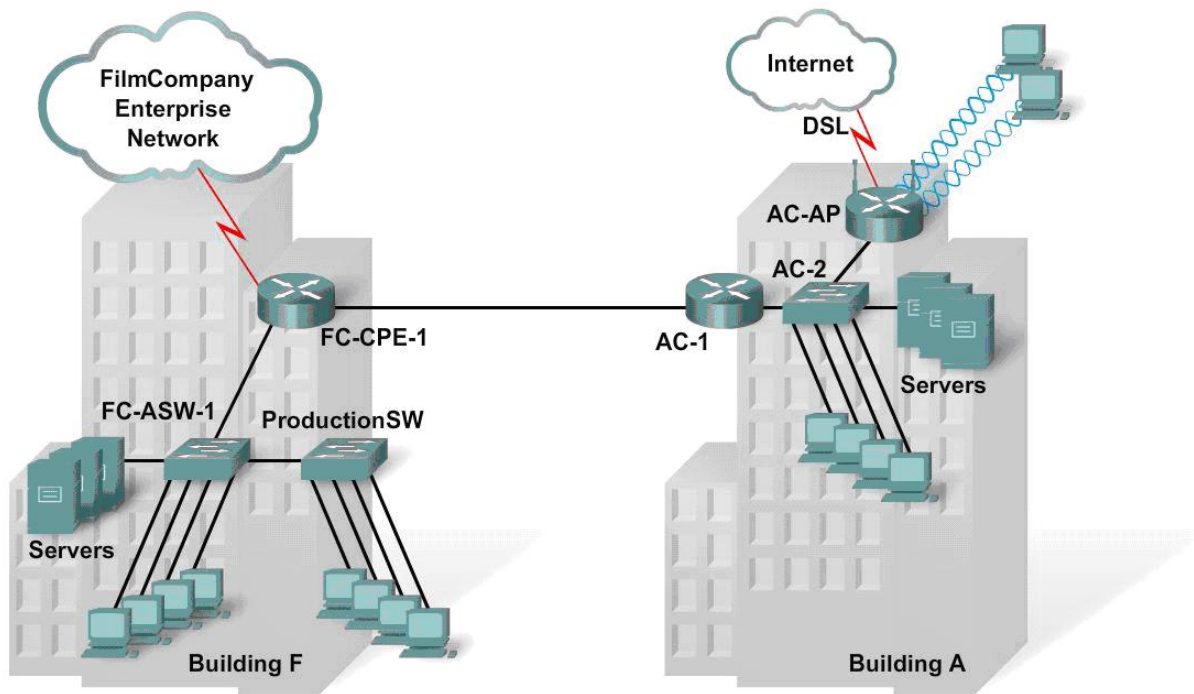 FilmCompany
Enterprise
Network
Internet
DSL
AC-AP
AC-2
FC-CPE-1
AC-1
Servers
FC-ASW-1
ProductionSW
Servers
Building F
Building A